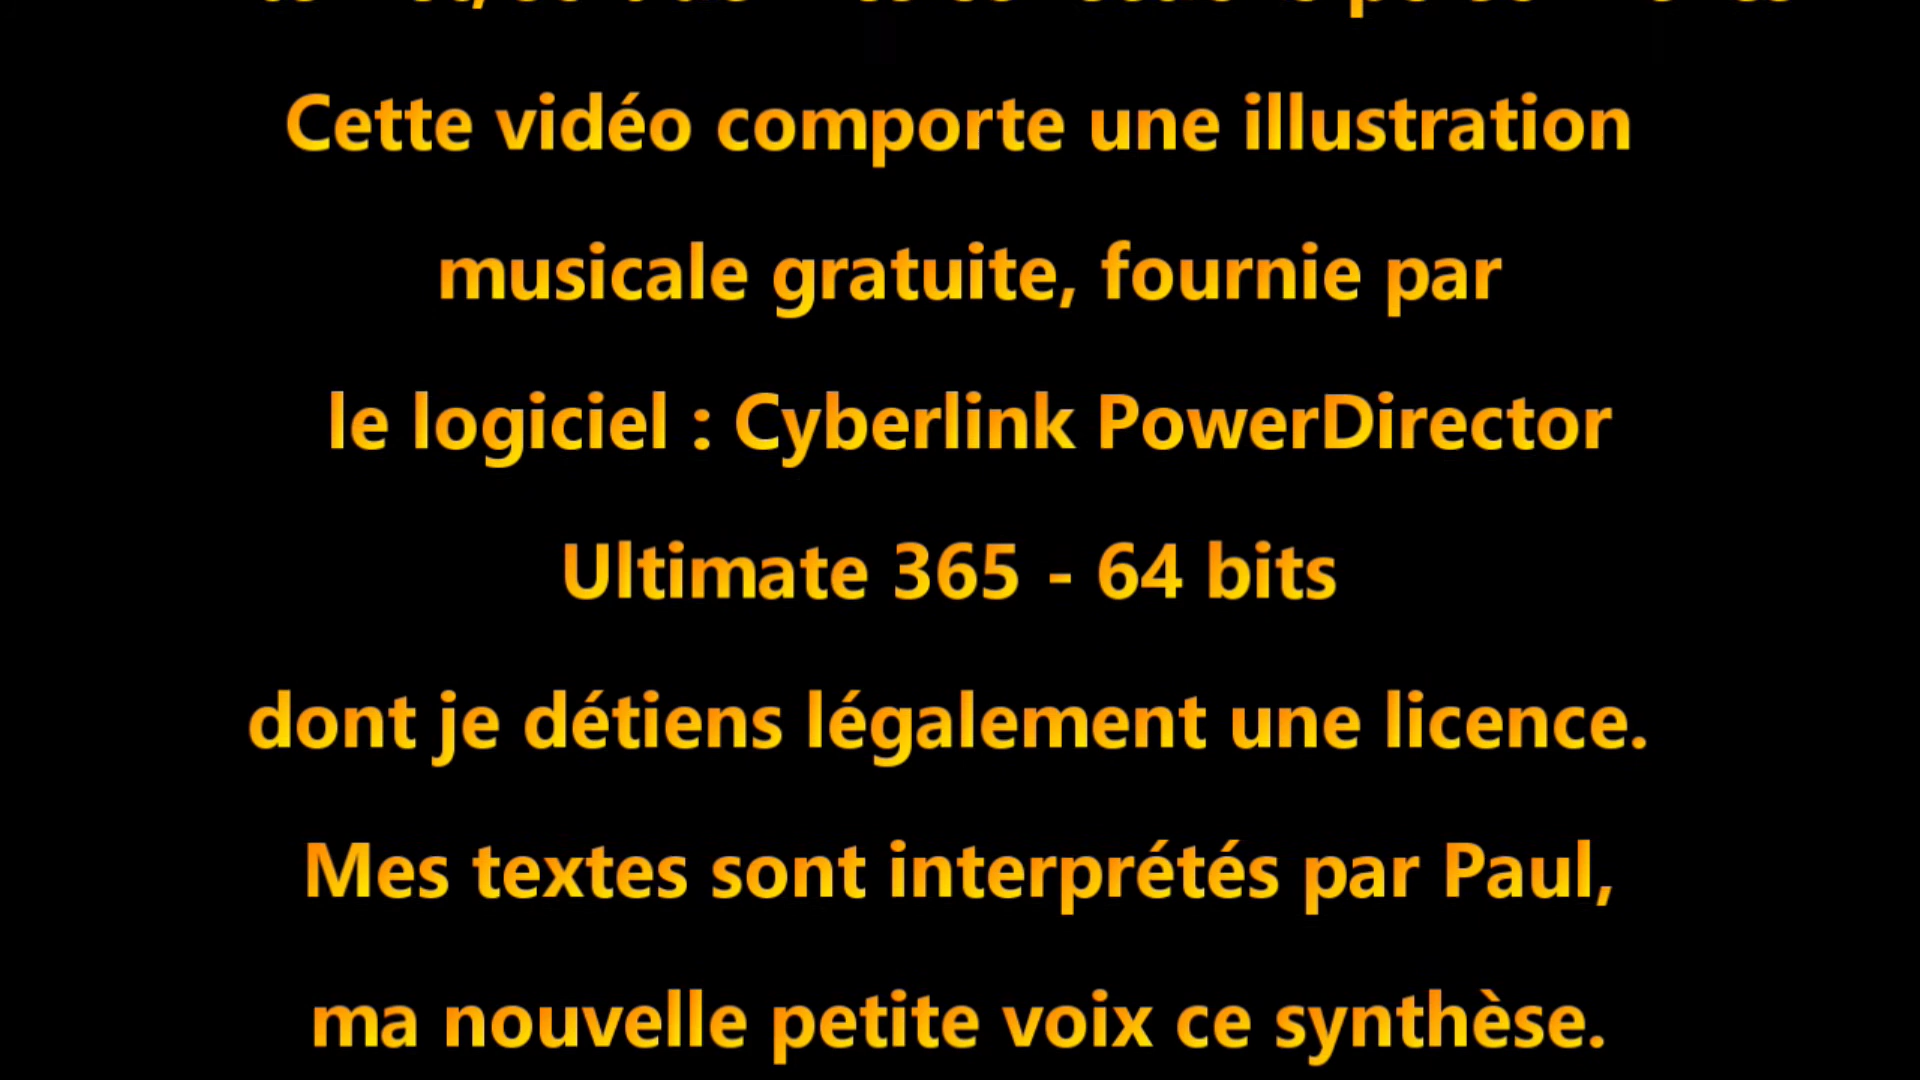 Cette vidéo comporte une illustration
musicale gratuite, fournie par
le logiciel : Cyberlink PowerDirector
Ultimate 365 - 64 bits
dont je détiens légalement une licence.
Mes textes sont interprétés par Paul,
ma nouvelle petite voix ce synthèse.